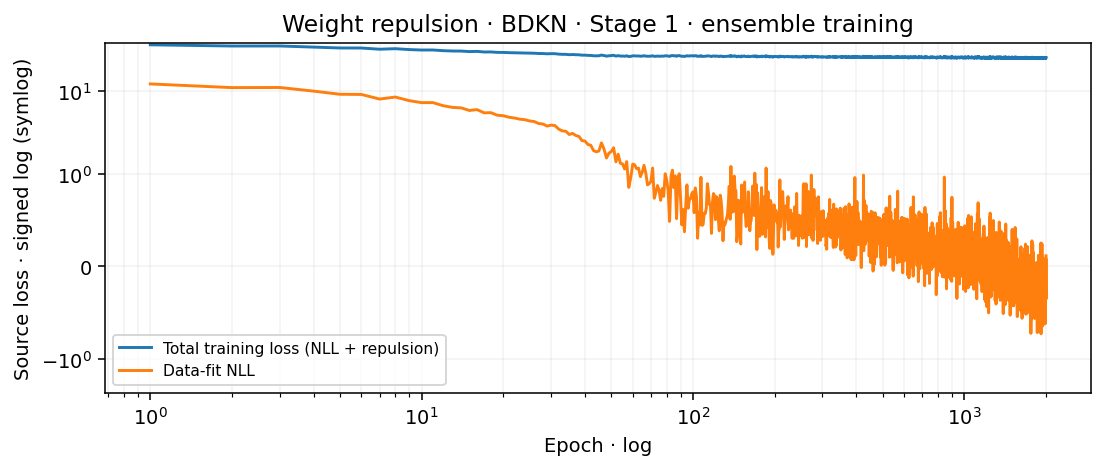 Weight repulsion · BDKN · Stage 1 · ensemble training
Source loss · signed log (symlog)
10¹
10⁰
0
−10⁰
Total training loss (NLL + repulsion)
Data-fit NLL
10⁰ 10¹ 10² 10³
Epoch · log